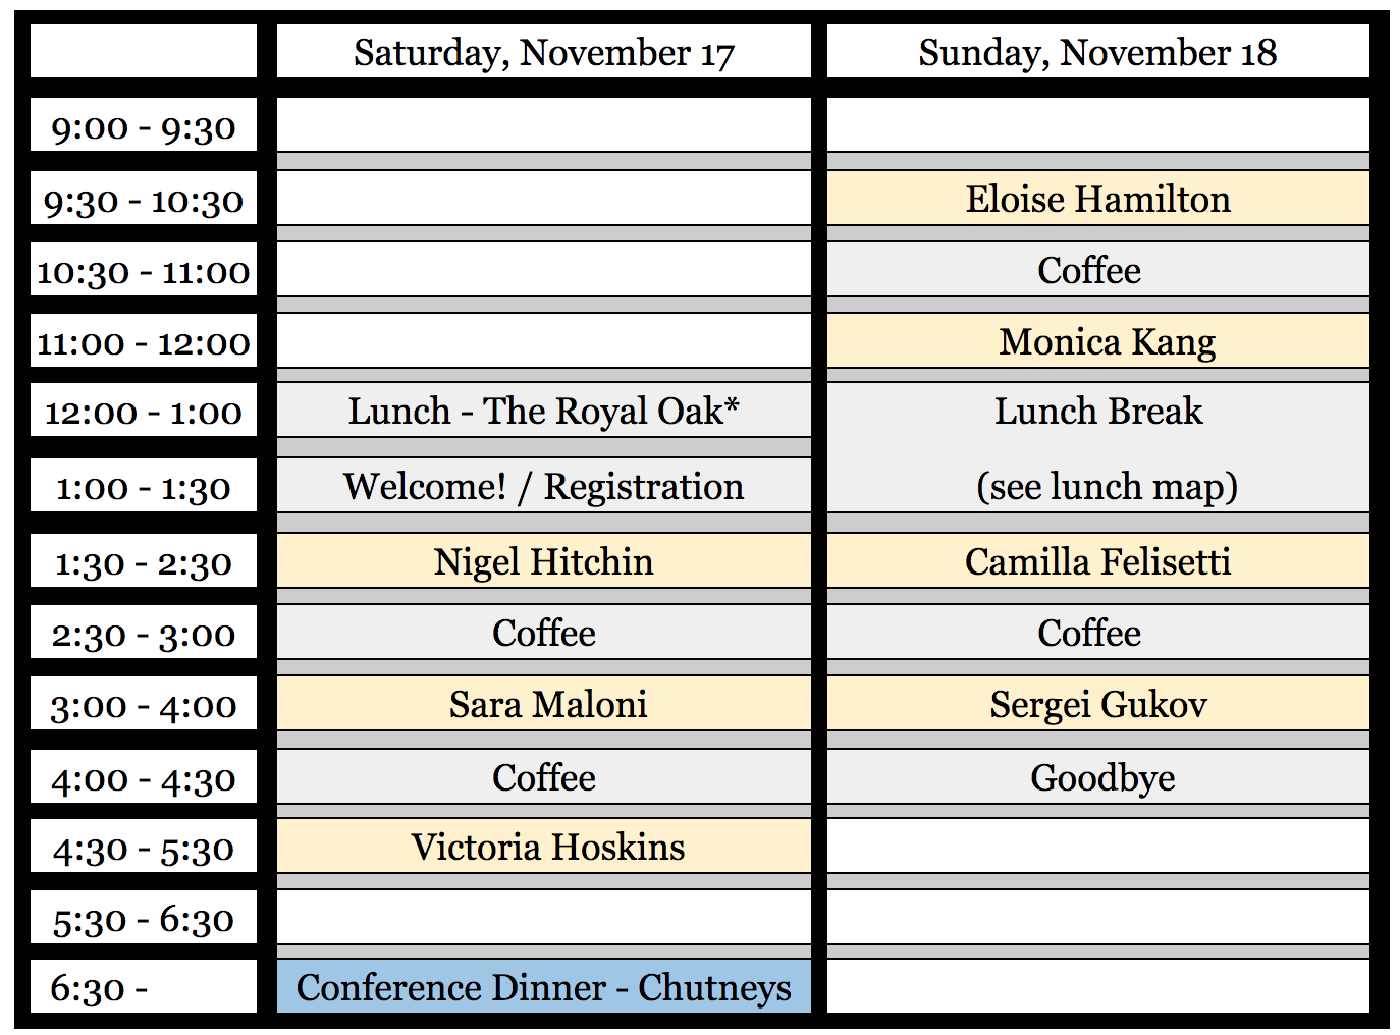 Saturday, November 17 Sunday, November 18
9:00 - 9:30
9:30 - 10:30 Eloise Hamilton
10:30 - 11:00 Coffee
11:00 - 12:00 Monica Kang
12:00 - 1:00 Lunch - The Royal Oak* Lunch Break
1:00 - 1:30 Welcome! / Registration (see lunch map)
1:30 - 2:30 Nigel Hitchin Camilla Felisetti
2:30 - 3:00 Coffee Coffee
3:00 - 4:00 Sara Maloni Sergei Gukov
4:00 - 4:30 Coffee Goodbye
4:30 - 5:30 Victoria Hoskins
5:30 - 6:30
6:30 - Conference Dinner - Chutneys